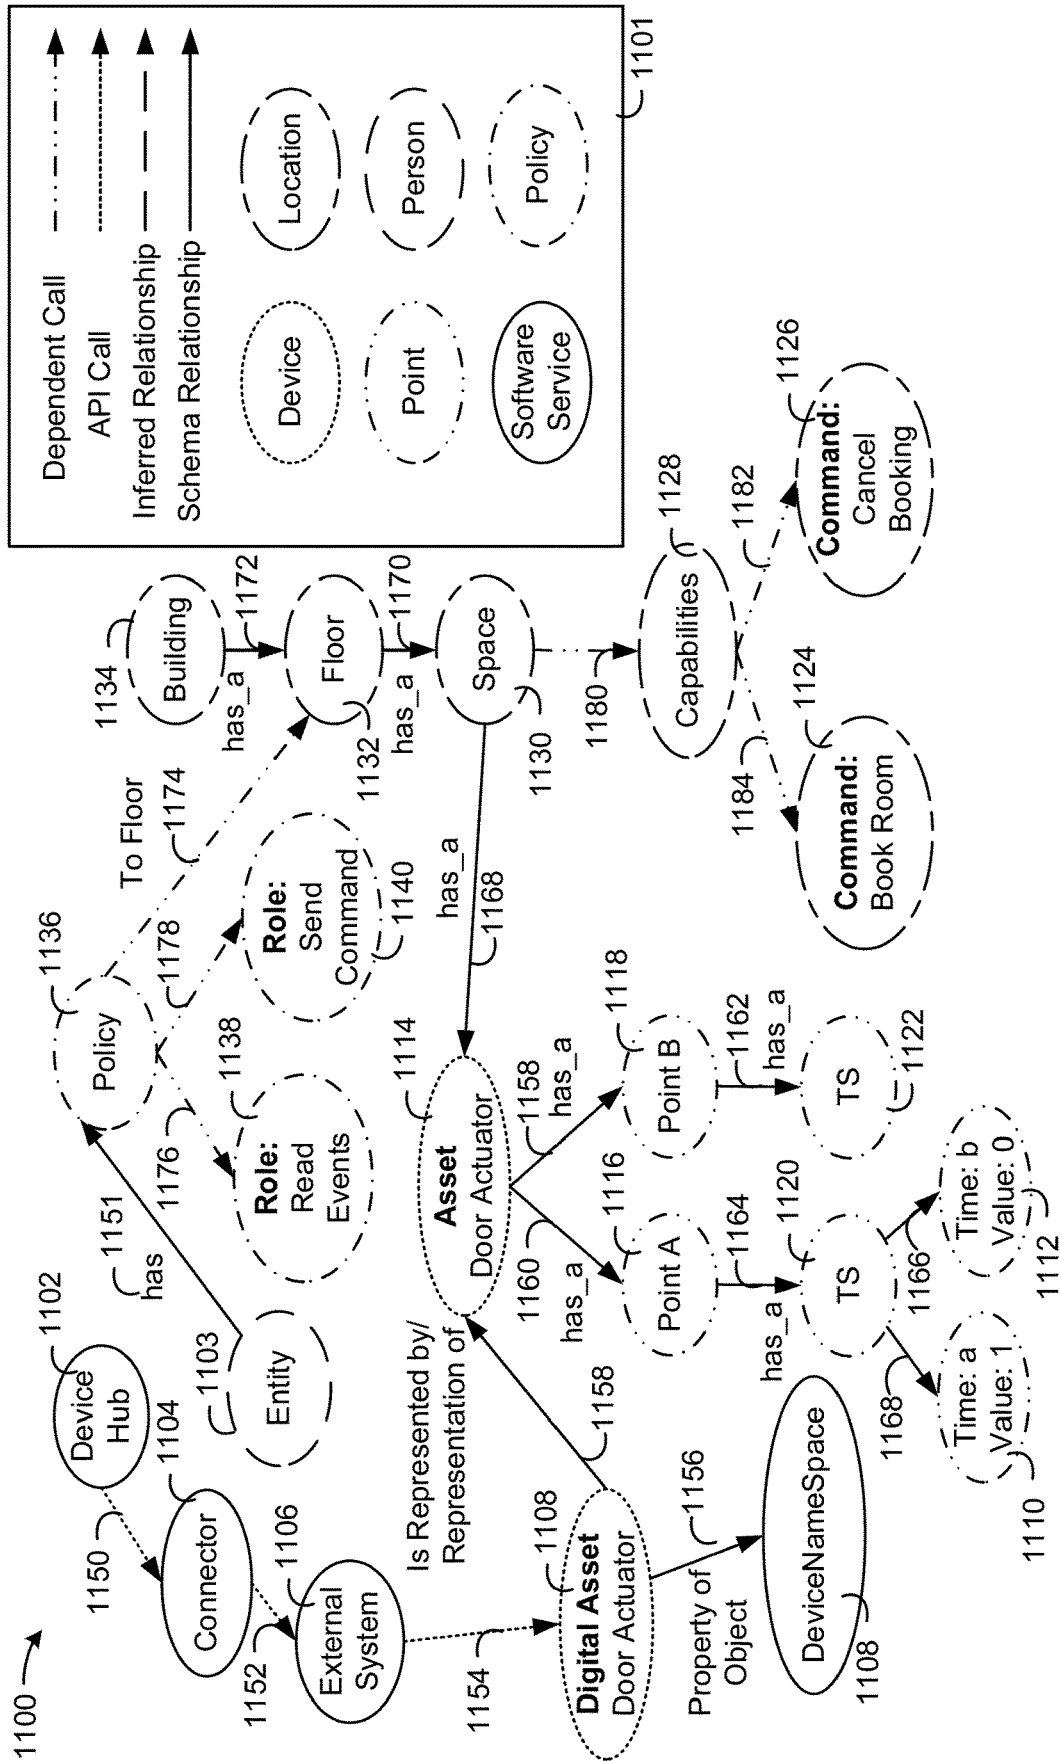 1100
Device
Hub
1102
1150
Connector
1104
1152
External
System
1106
1154
Digital Asset
Door Actuator
1108
Property of
Object
1156
DeviceNameSpace
1108
Is Represented by/
Representation of
1158
Entity
1103
1151
has
Policy
1136
1176
1178
Role:
Read
Events
1138
Role:
Send
Command
1140
To Floor
1174
Building
1134
has_a
1172
Floor
1132
has_a
1170
Space
1130
has_a
1168
Asset
Door Actuator
1114
1160
has_a
1158
has_a
Point A
1116
Point B
1118
has_a
1164
1162
has_a
TS
1120
TS
1122
1168
1166
Time: a
Value: 1
1110
Time: b
Value: 0
1112
1180
Capabilities
1128
1184
1182
Command:
Book Room
1124
Command:
Cancel
Booking
1126
Dependent Call
API Call
Inferred Relationship
Schema Relationship
Device
Location
Point
Person
Software
Service
Policy
1101